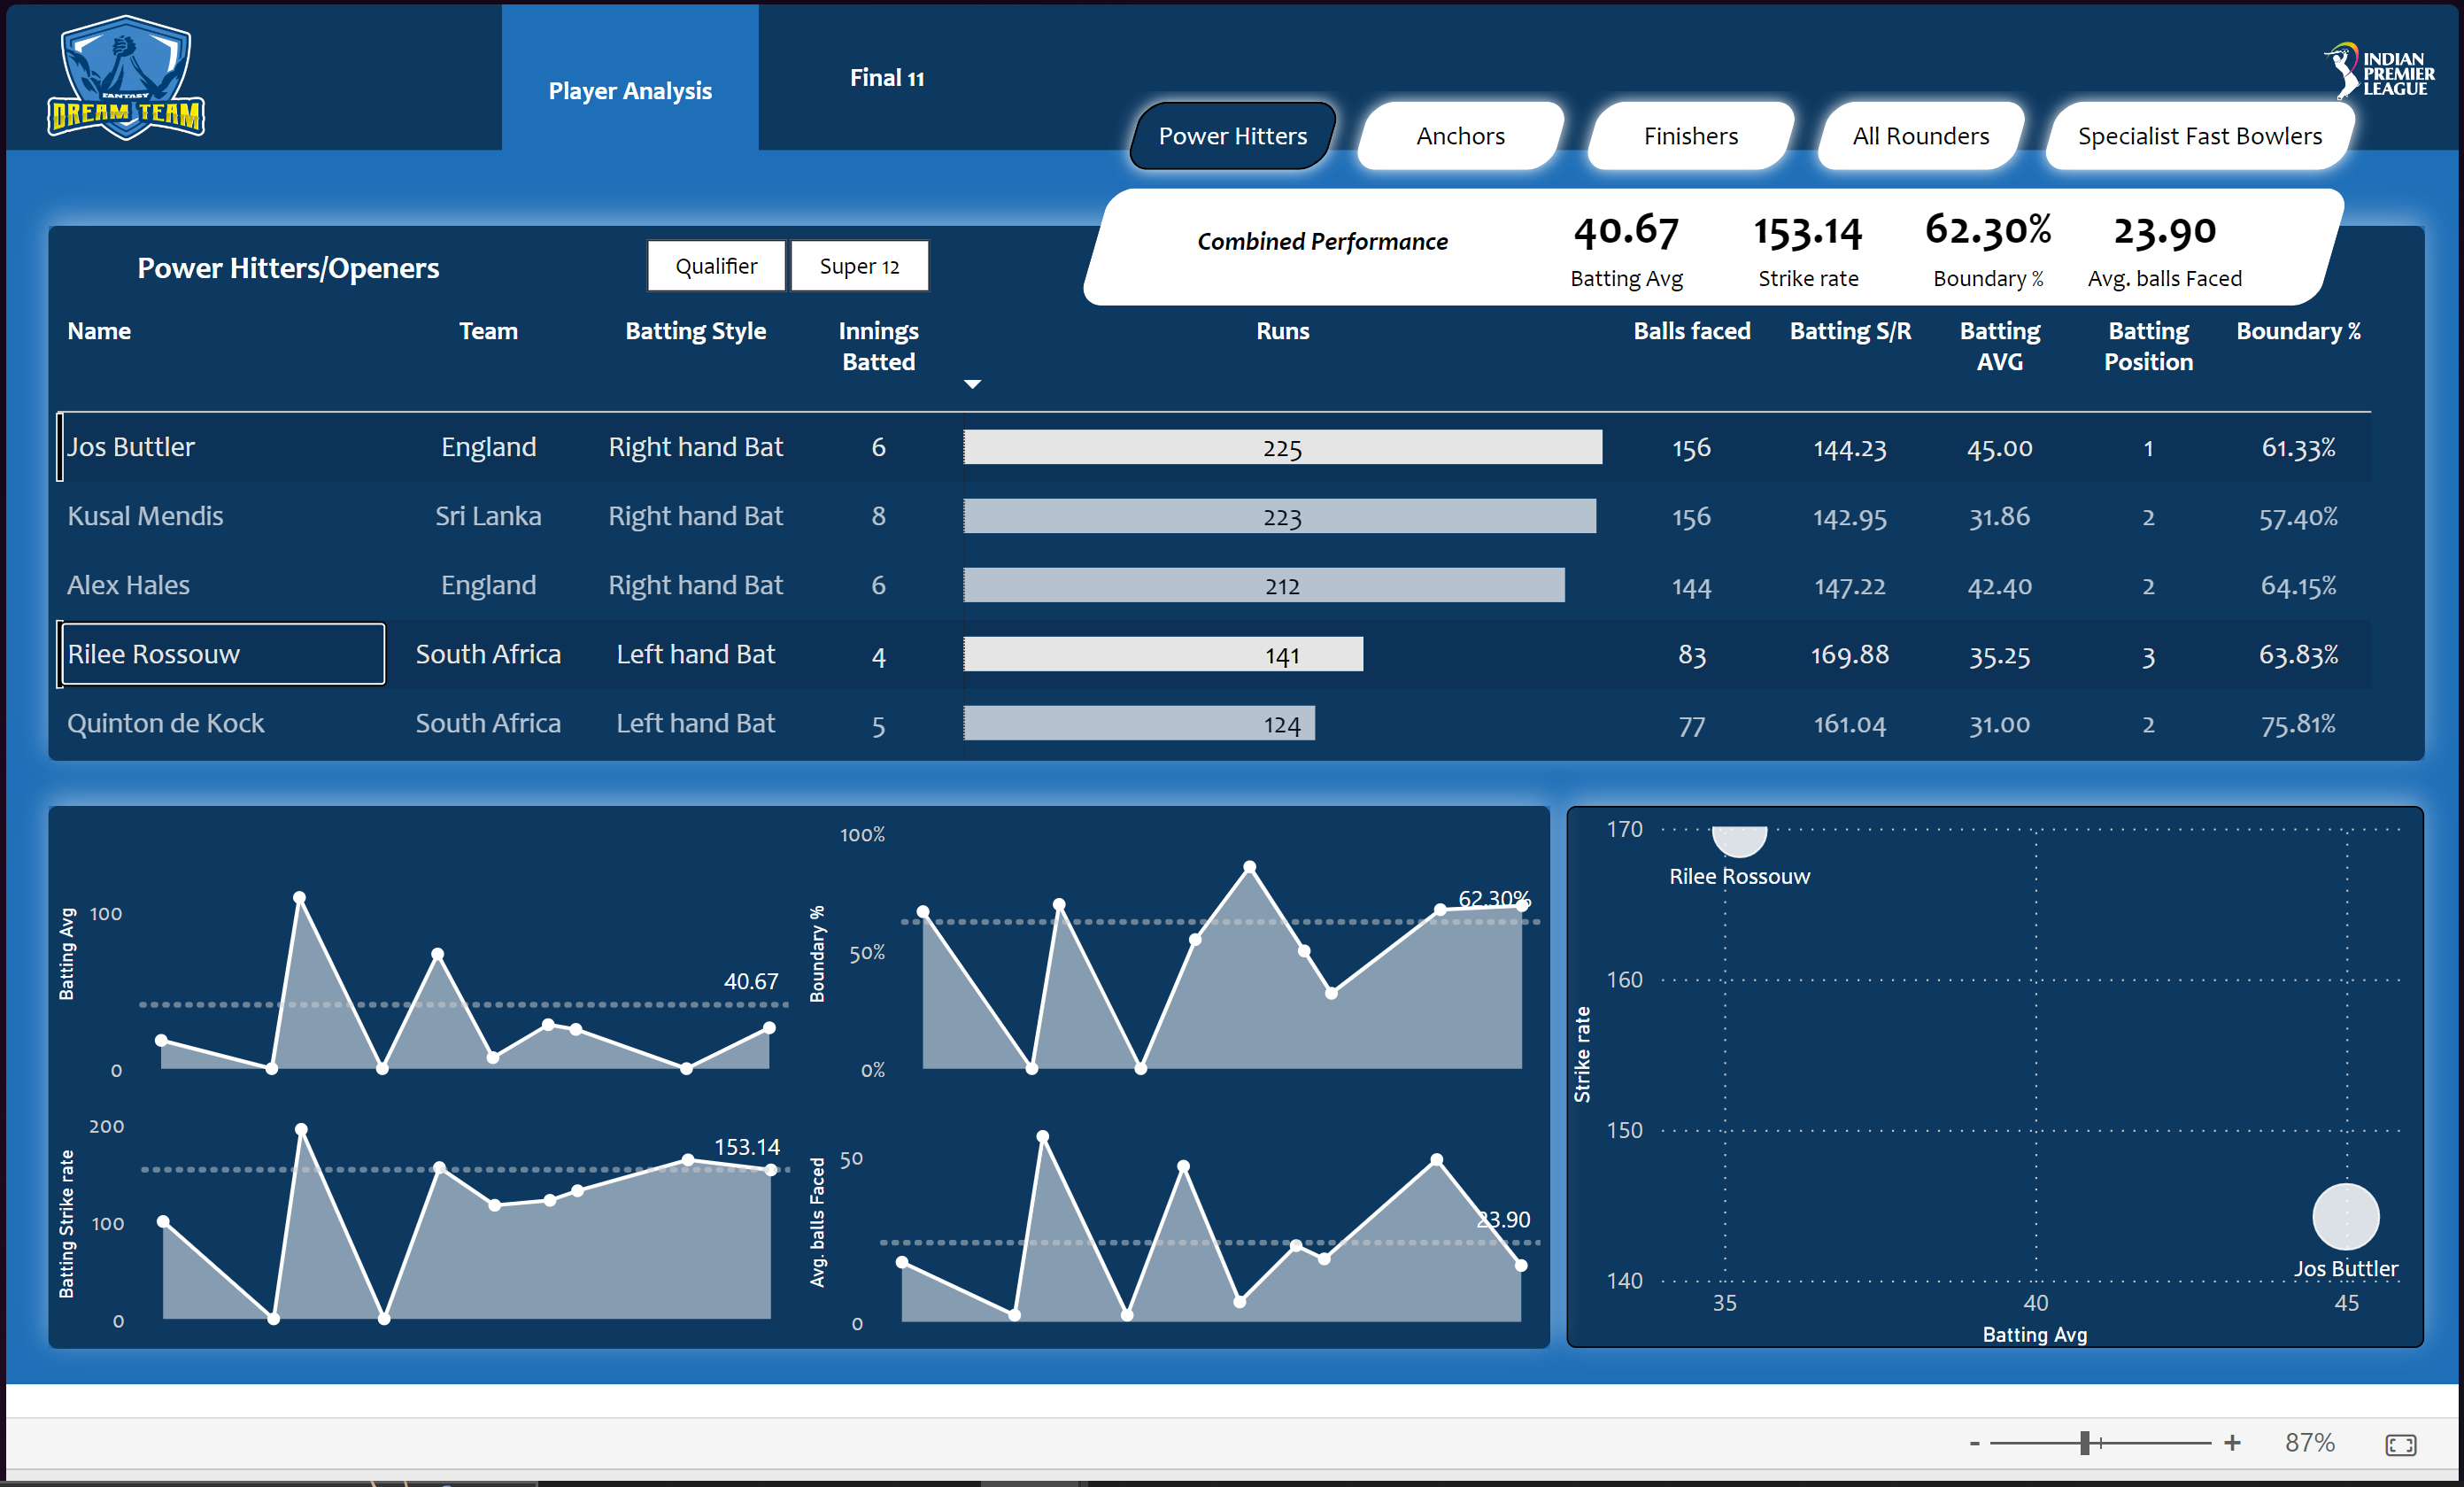 FANTASY
DREAM TEAM
Player Analysis
Final 11
INDIAN
PREMIER
LEAGUE
Power Hitters
Anchors
Finishers
All Rounders
Specialist Fast Bowlers
Combined Performance
40.67
153.14
62.30%
23.90
Batting Avg
Strike rate
Boundary %
Avg. balls Faced
Power Hitters/Openers
Qualifier
Super 12
Name Team Batting Style Innings Batted Runs Balls faced Batting S/R Batting AVG Batting Position Boundary %
Jos Buttler England Right hand Bat 6 225 156 144.23 45.00 1 61.33%
Kusal Mendis Sri Lanka Right hand Bat 8 223 156 142.95 31.86 2 57.40%
Alex Hales England Right hand Bat 6 212 144 147.22 42.40 2 64.15%
Rilee Rossouw South Africa Left hand Bat 4 141 83 169.88 35.25 3 63.83%
Quinton de Kock South Africa Left hand Bat 5 124 77 161.04 31.00 2 75.81%
Batting Avg
100
0
40.67
Boundary %
100%
50%
0%
62.30%
Batting Strike rate
200
100
0
153.14
Avg. balls Faced
50
0
23.90
Strike rate
170
160
150
140
Rilee Rossouw
Jos Buttler
35
40
45
Batting Avg
- + 87%